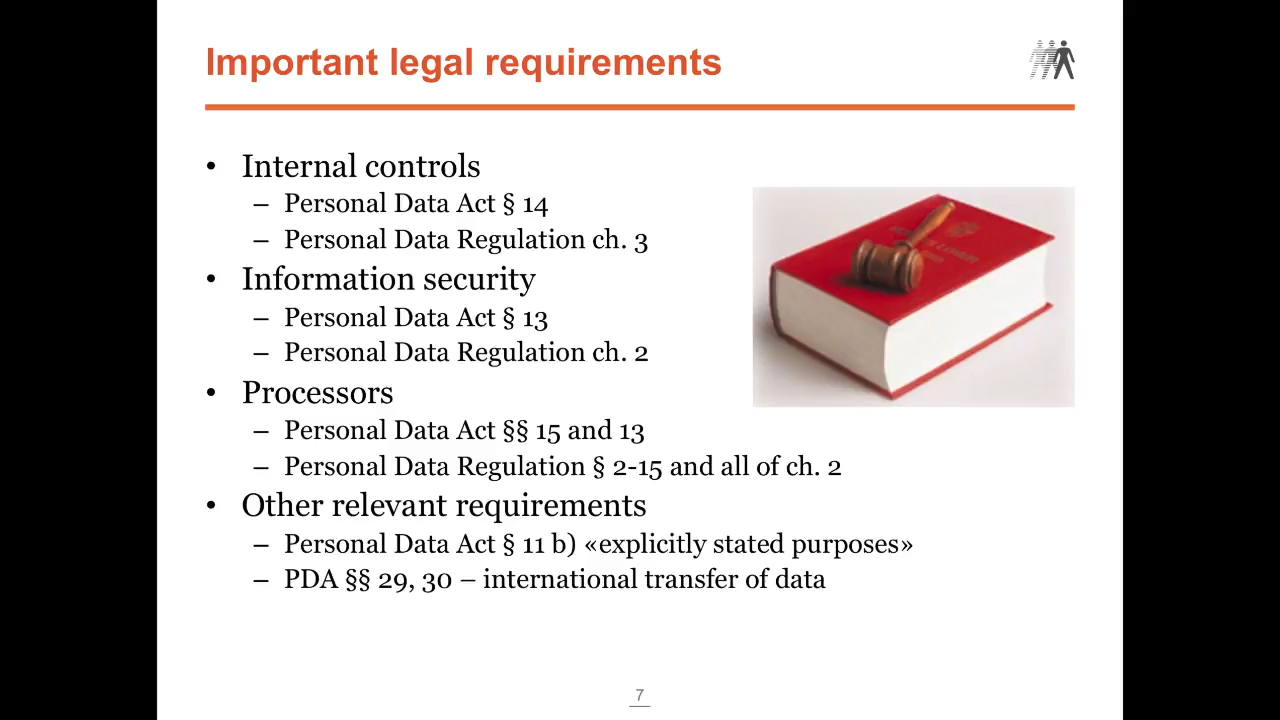 Important legal requirements
• Internal controls
– Personal Data Act § 14
– Personal Data Regulation ch. 3
• Information security
– Personal Data Act § 13
– Personal Data Regulation ch. 2
• Processors
– Personal Data Act §§ 15 and 13
– Personal Data Regulation § 2-15 and all of ch. 2
• Other relevant requirements
– Personal Data Act § 11 b) «explicitly stated purposes»
– PDA §§ 29, 30 – international transfer of data
7